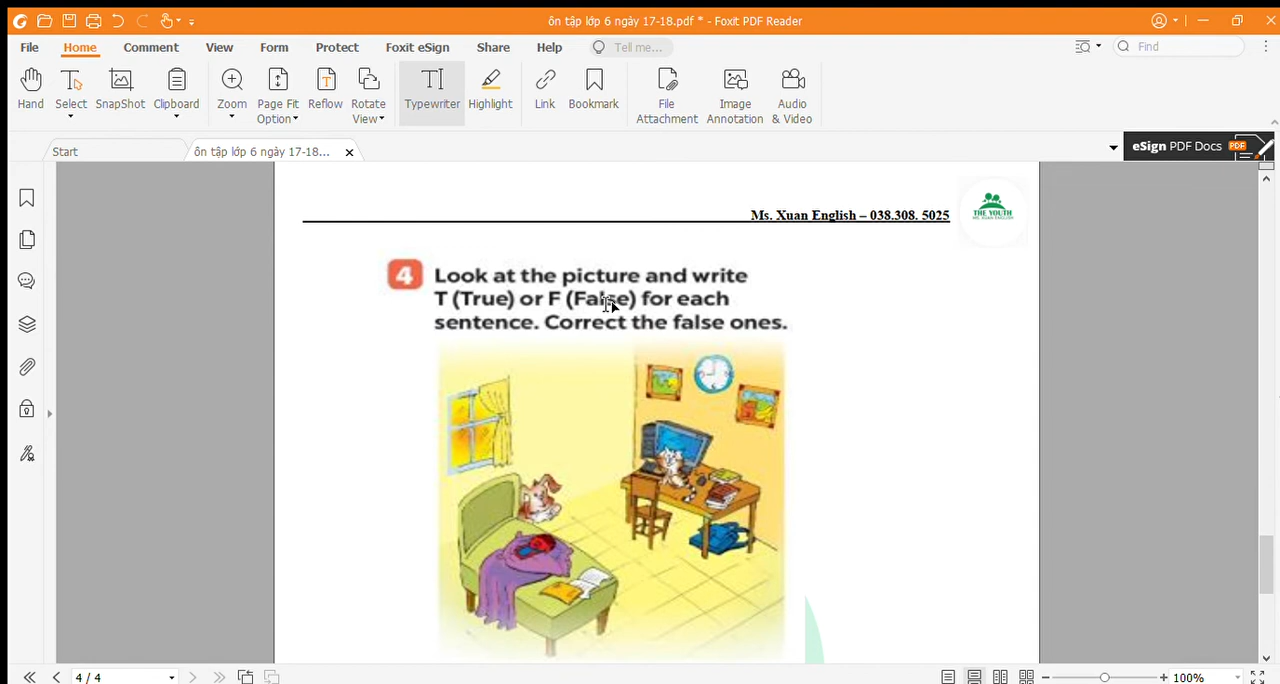 ôn tập lớp 6 ngày 17-18.pdf * - Foxit PDF Reader
File Home Comment View Form Protect Foxit eSign Share Help Tell me... Find
Hand Select SnapShot Clipboard Zoom Page Fit Option Reflow Rotate View Typewriter Highlight Link Bookmark File Attachment Image Annotation Audio & Video
Start ôn tập lớp 6 ngày 17-18... eSign PDF Docs PDF
Ms. Xuan English – 038.308. 5025
THE YOUTH
MS. XUAN ENGLISH
4 Look at the picture and write
T (True) or F (False) for each
sentence. Correct the false ones.
4 / 4 100%